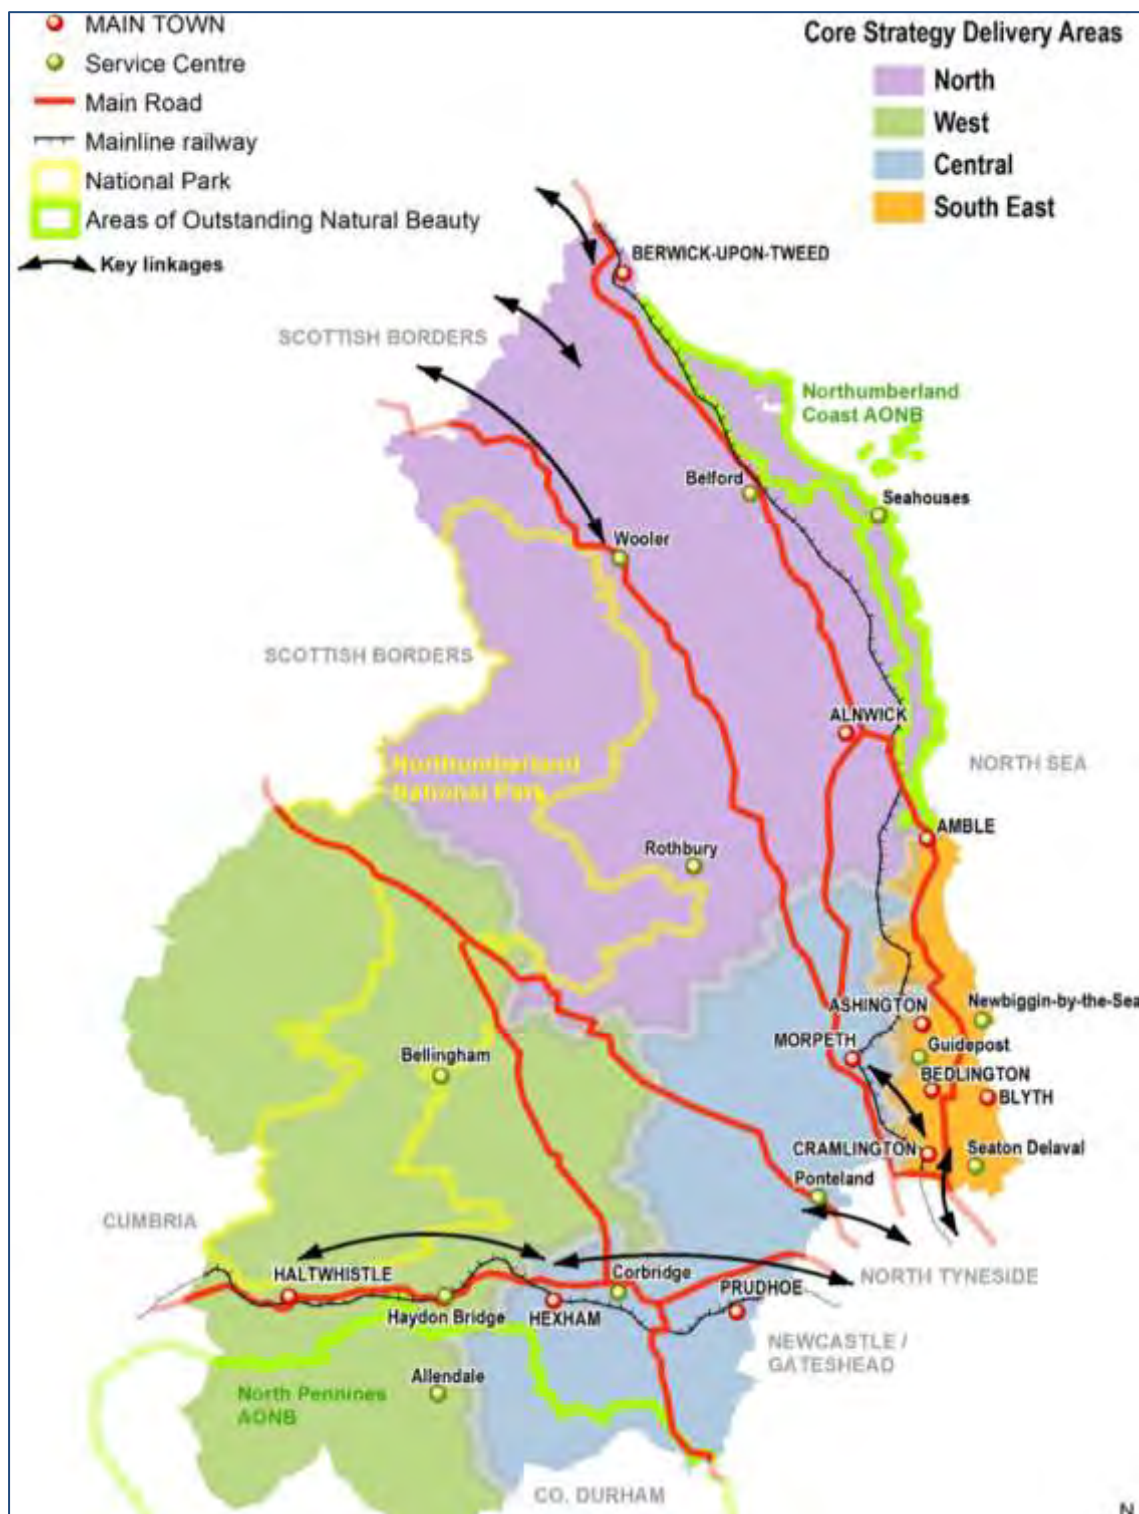 MAIN TOWN
Service Centre
Main Road
Mainline railway
National Park
Areas of Outstanding Natural Beauty
Key linkages
Core Strategy Delivery Areas
North
West
Central
South East
BERWICK-UPON-TWEED
SCOTTISH BORDERS
Northumberland
Coast AONB
Belford
Seahouses
Wooler
SCOTTISH BORDERS
ALNWICK
Northumberland
National Park
NORTH SEA
AMBLE
Rothbury
ASHINGTON
Newbiggin-by-the-Sea
MORPETH
Guidepost
Bellingham
BEDLINGTON
BLYTH
CRAMLINGTON
Seaton Delaval
Ponteland
CUMBRIA
HALTWHISTLE
Corbridge
NORTH TYNESIDE
PRUDHOE
Haydon Bridge
HEXHAM
NEWCASTLE /
GATESHEAD
Allendale
North Pennines
AONB
CO. DURHAM
N